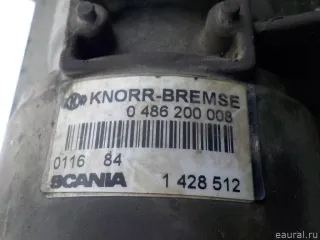 KNORR-BREMSE
0 486 200 008
0116 84
SCANIA 1 428 512
eaural.ru